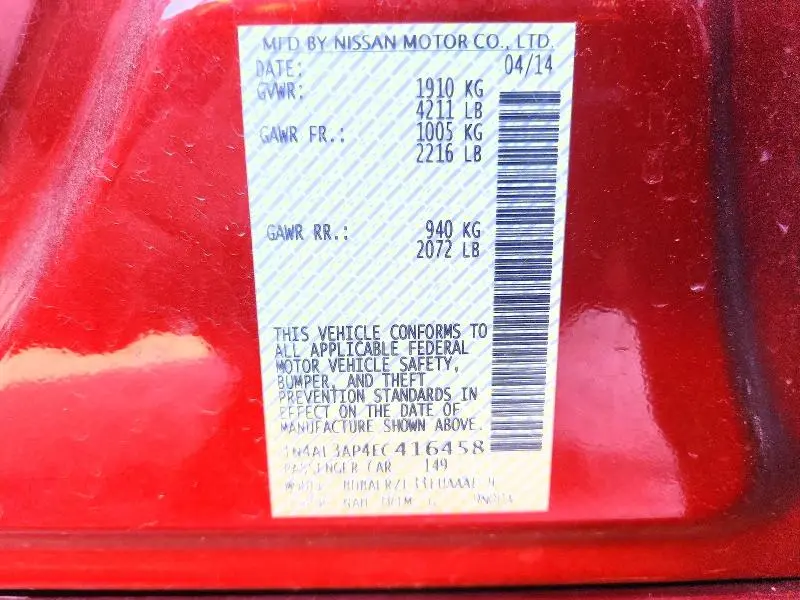 MFD BY NISSAN MOTOR CO., LTD.
DATE: 04/14
GVWR: 1910 KG
4211 LB
GAWR FR.: 1005 KG
2216 LB
GAWR RR.: 940 KG
2072 LB
THIS VEHICLE CONFORMS TO
ALL APPLICABLE FEDERAL
MOTOR VEHICLE SAFETY,
BUMPER, AND THEFT
PREVENTION STANDARDS IN
EFFECT ON THE DATE OF
MANUFACTURE SHOWN ABOVE.
1N4AL3AP4EC416458
PASSENGER CAR 149